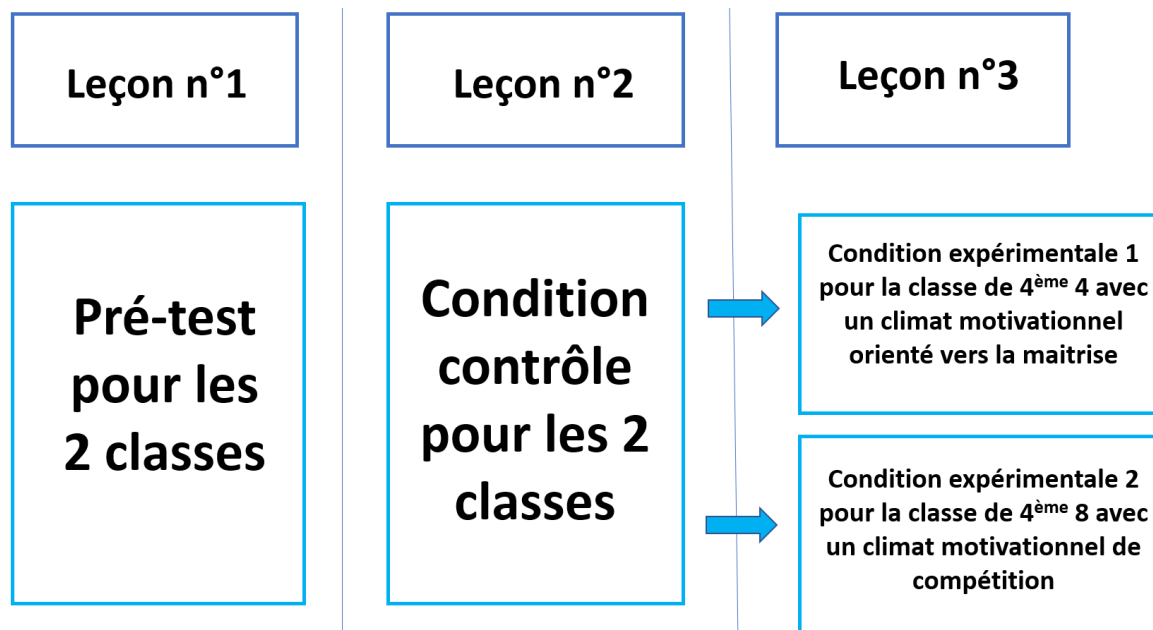 Leçon n°1
Leçon n°2
Leçon n°3
Pré-test
pour les
2 classes
Condition
contrôle
pour les 2
classes
Condition expérimentale 1
pour la classe de 4ème 4 avec
un climat motivationnel
orienté vers la maitrise
Condition expérimentale 2
pour la classe de 4ème 8 avec
un climat motivationnel de
compétition